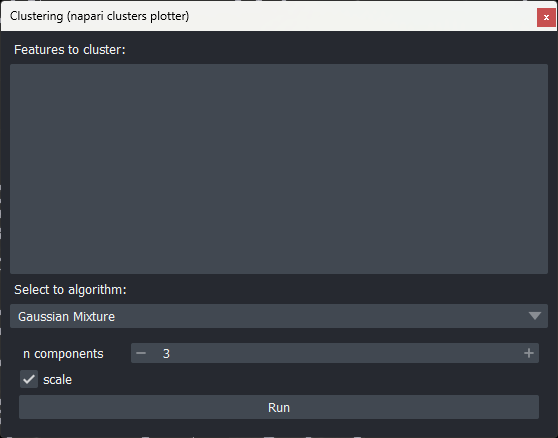 Clustering (napari clusters plotter)
x
Features to cluster:
Select to algorithm:
Gaussian Mixture
n components
3
scale
Run